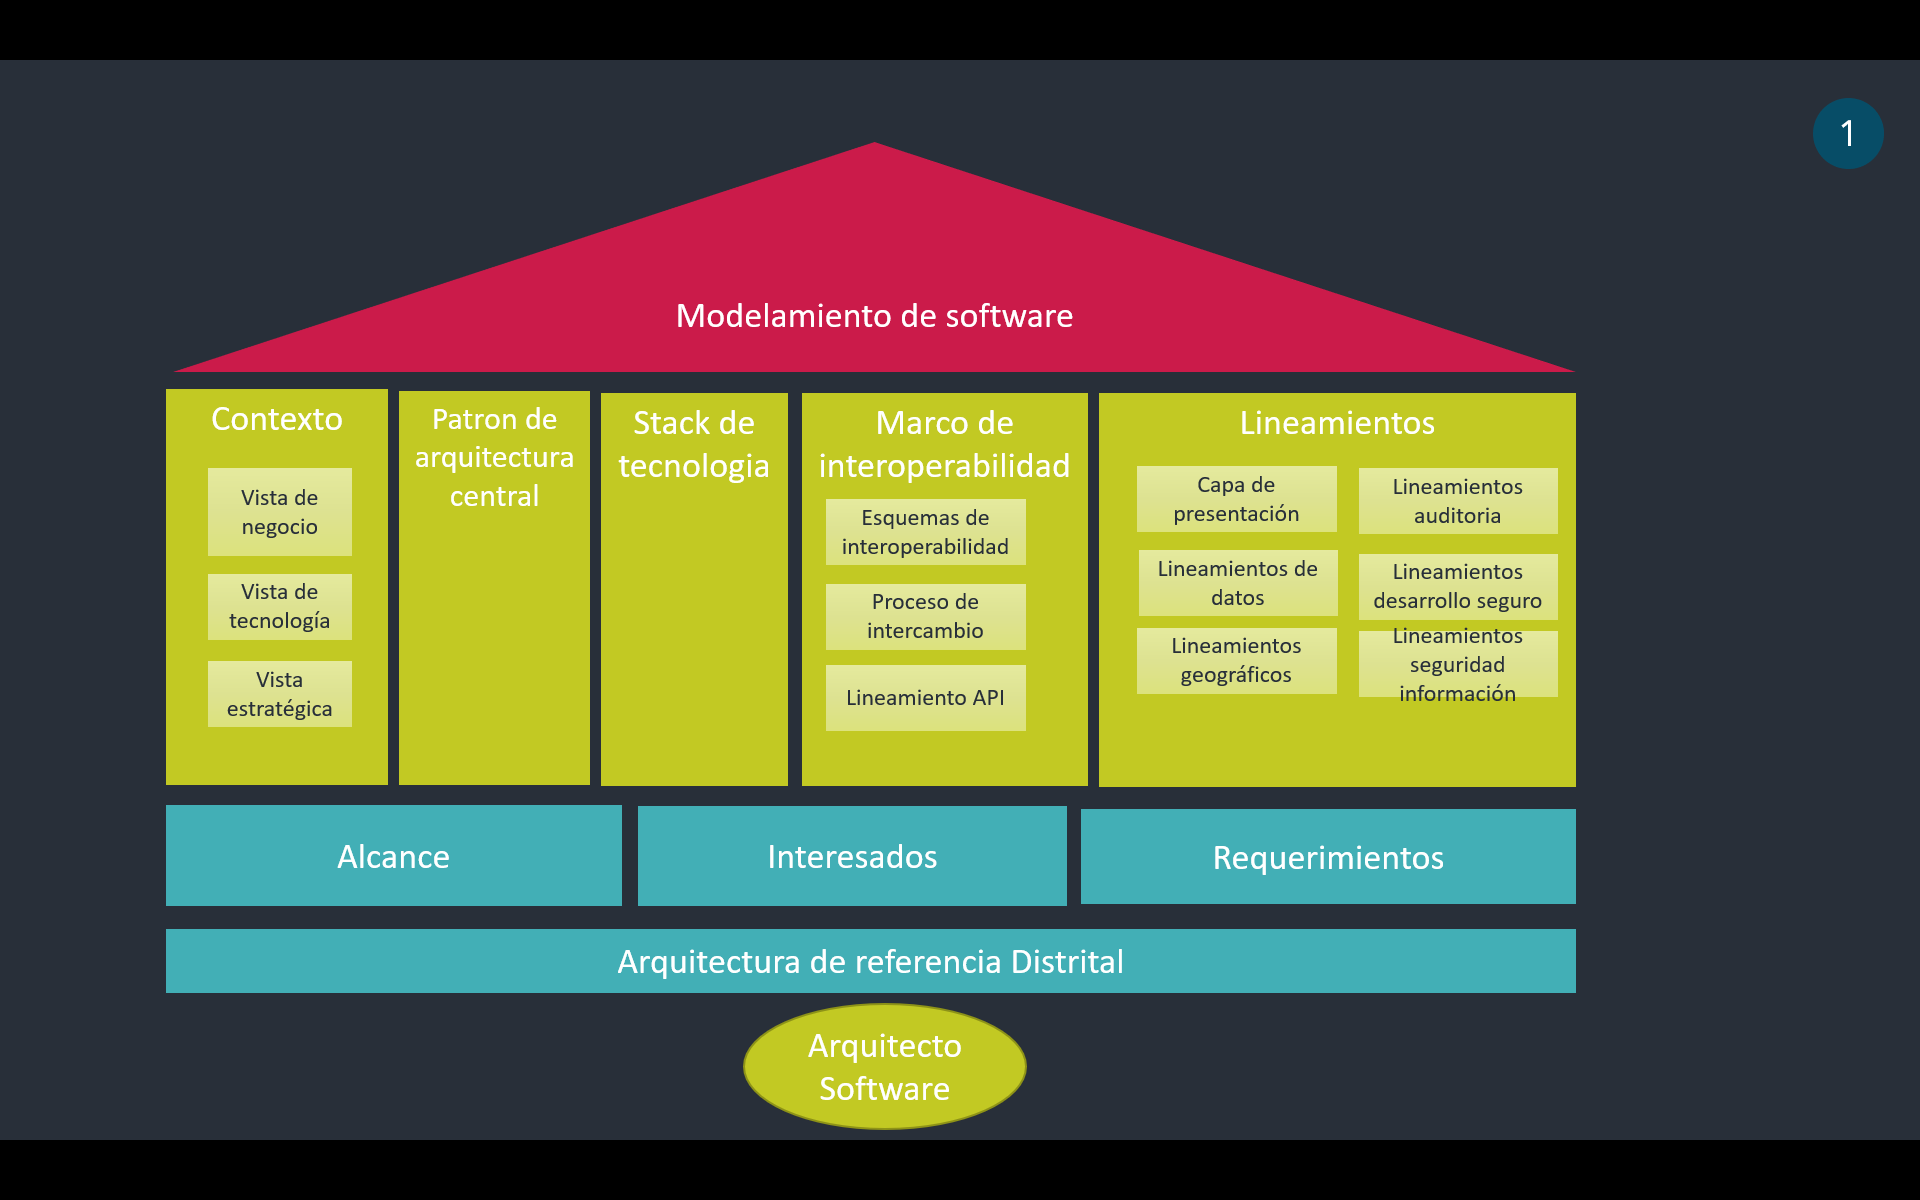 1
Modelamiento de software
Contexto
Vista de
negocio
Vista de
tecnología
Vista
estratégica
Patron de
arquitectura
central
Stack de
tecnologia
Marco de
interoperabilidad
Esquemas de
interoperabilidad
Proceso de
intercambio
Lineamiento API
Lineamientos
Capa de
presentación
Lineamientos de
datos
Lineamientos
geográficos
Lineamientos
auditoria
Lineamientos
desarrollo seguro
Lineamientos
seguridad
información
Alcance
Interesados
Requerimientos
Arquitectura de referencia Distrital
Arquitecto
Software